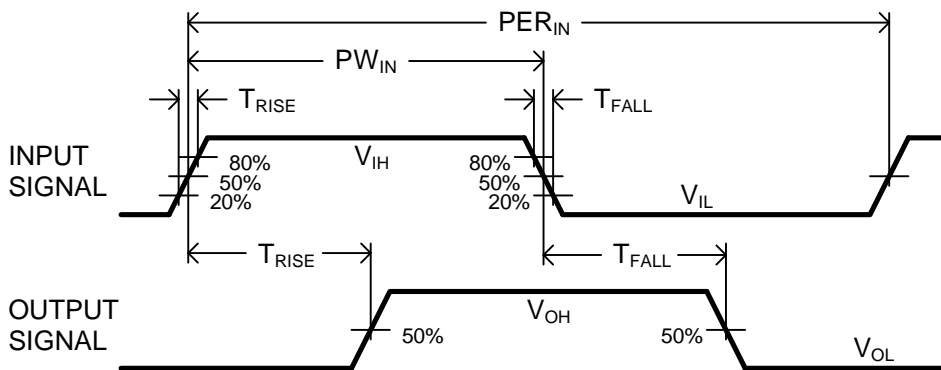 PER_IN
PW_IN
T_RISE T_FALL
INPUT SIGNAL
V_IH
80% 80%
50% 50%
20% 20%
V_IL
T_RISE T_FALL
OUTPUT SIGNAL
V_OH
50% 50%
V_OL